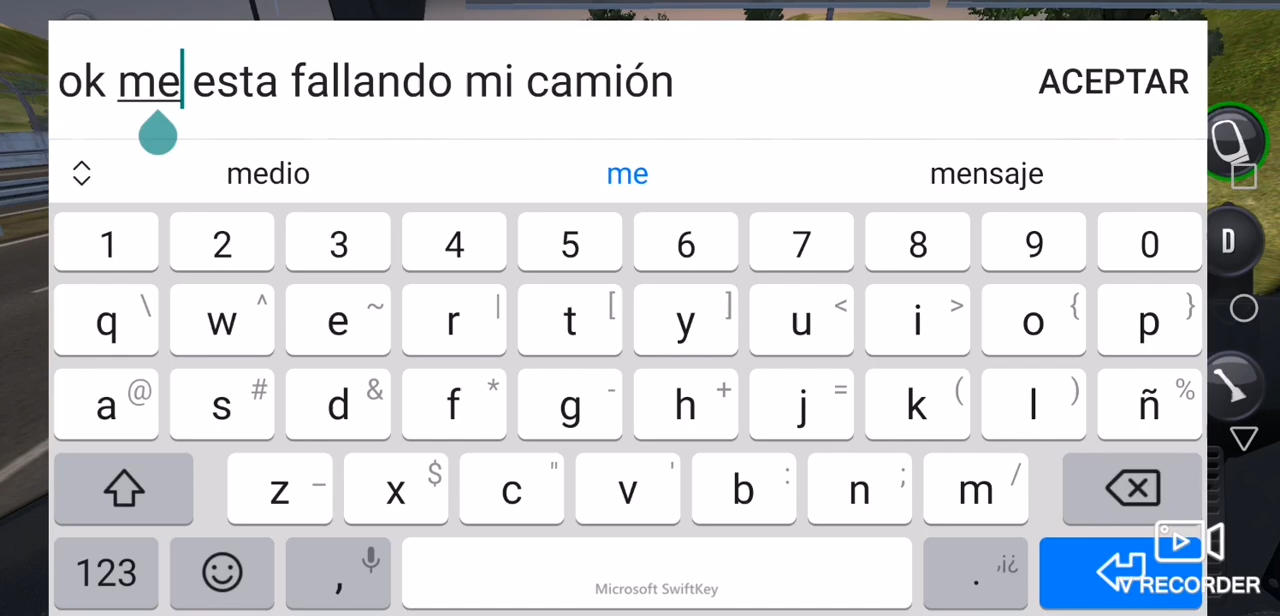 ok me esta fallando mi camión ACEPTAR
medio me mensaje
1 2 3 4 5 6 7 8 9 0
q \ w ^ e ~ r | t [ y ] u < i > o { p }
a @ s # d & f * g - h + j = k ( l ) ñ %
z _ x $ c " v ' b : n ; m /
123 , Microsoft SwiftKey . ,¡¿
V RECORDER
D